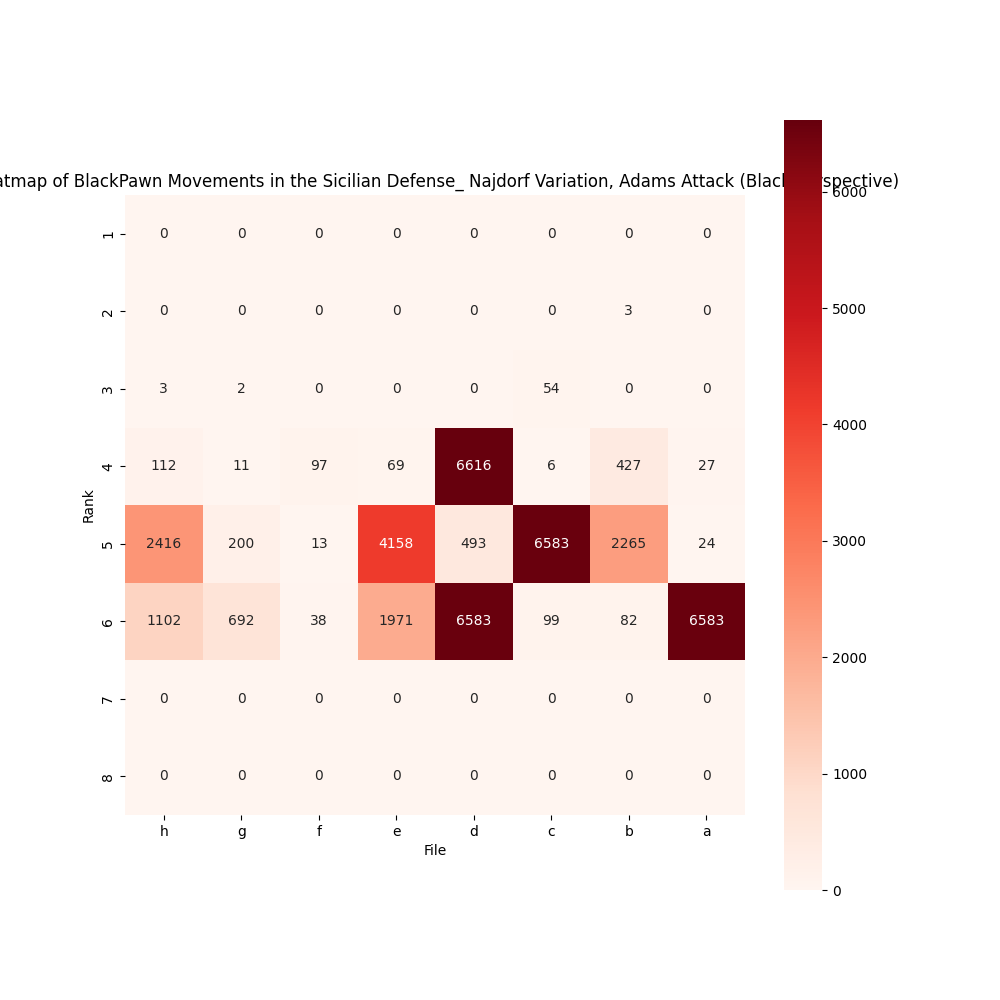 atmap of BlackPawn Movements in the Sicilian Defense_ Najdorf Variation, Adams Attack (Black rspective)
6000
5000
4000
3000
2000
1000
0
Rank
1 0 0 0 0 0 0 0 0
2 0 0 0 0 0 0 3 0
3 3 2 0 0 0 54 0 0
4 112 11 97 69 6616 6 427 27
5 2416 200 13 4158 493 6583 2265 24
6 1102 692 38 1971 6583 99 82 6583
7 0 0 0 0 0 0 0 0
8 0 0 0 0 0 0 0 0
h g f e d c b a
File